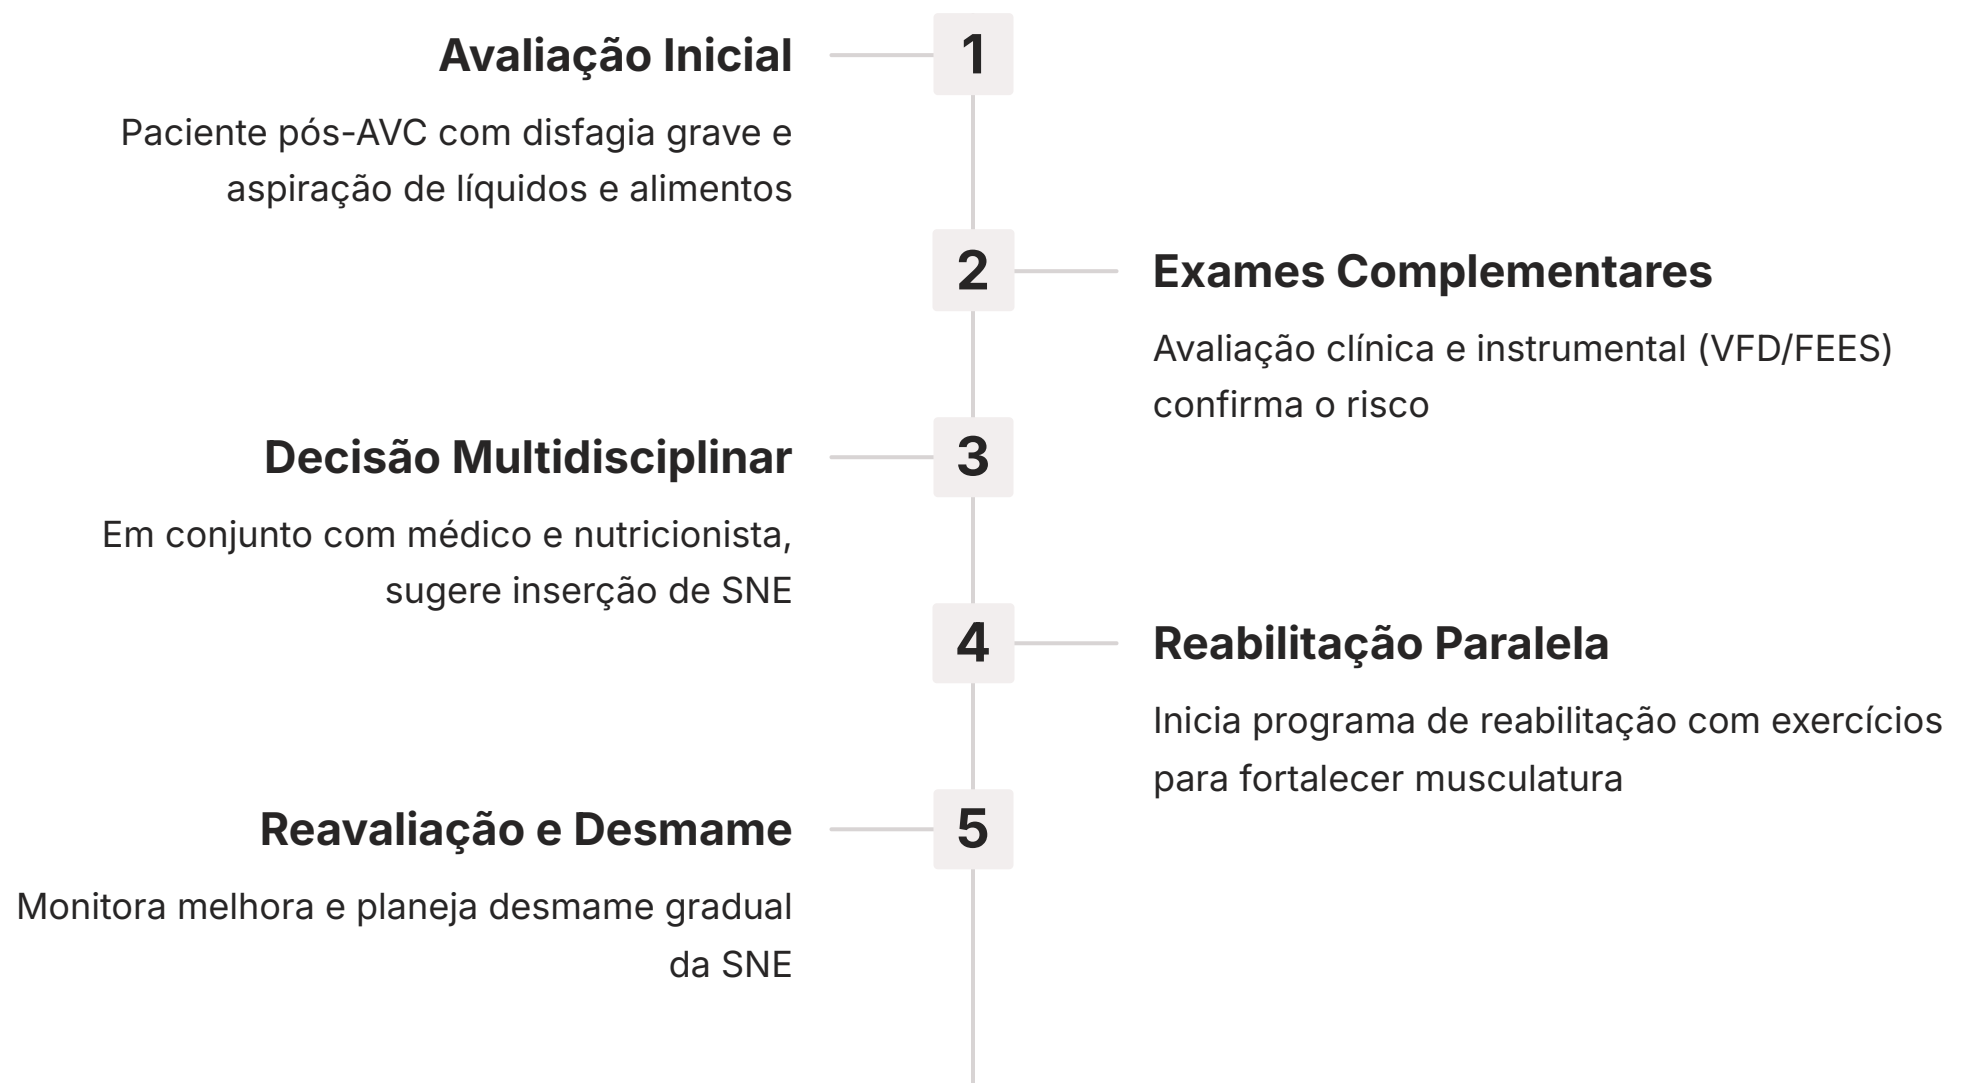 1
Avaliação Inicial
Paciente pós-AVC com disfagia grave e
aspiração de líquidos e alimentos
2
Exames Complementares
Avaliação clínica e instrumental (VFD/FEES)
confirma o risco
3
Decisão Multidisciplinar
Em conjunto com médico e nutricionista,
sugere inserção de SNE
4
Reabilitação Paralela
Inicia programa de reabilitação com exercícios
para fortalecer musculatura
5
Reavaliação e Desmame
Monitora melhora e planeja desmame gradual
da SNE